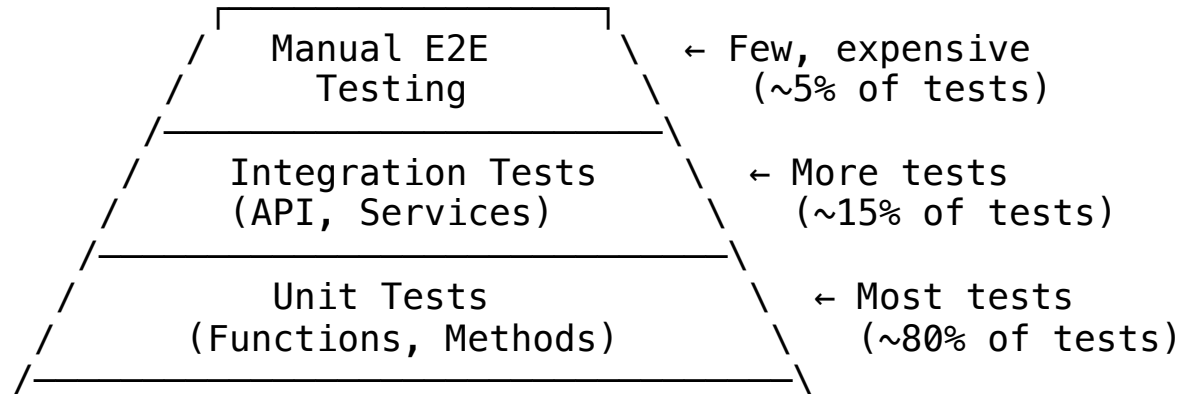 Manual E2E ← Few, expensive
Testing (~5% of tests)
Integration Tests ← More tests
(API, Services) (~15% of tests)
Unit Tests ← Most tests
(Functions, Methods) (~80% of tests)